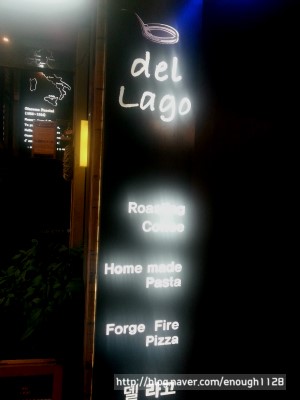 del
Lago
Roasting
Coffee
Home made
Pasta
Forge Fire
Pizza
델 라고
http://blog.naver.com/enough1128